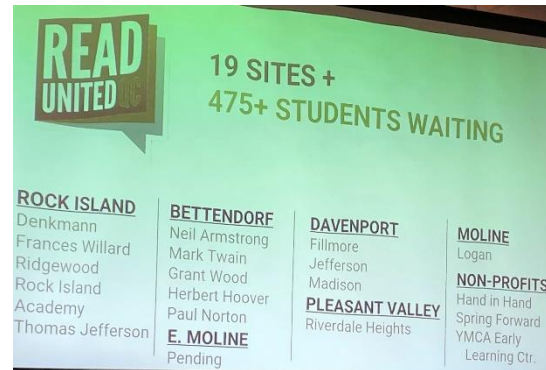 READ
UNITED QC
19 SITES +
475+ STUDENTS WAITING
ROCK ISLAND
Denkmann
Frances Willard
Ridgewood
Rock Island
Academy
Thomas Jefferson
BETTENDORF
Neil Armstrong
Mark Twain
Grant Wood
Herbert Hoover
Paul Norton
E. MOLINE
Pending
DAVENPORT
Fillmore
Jefferson
Madison
PLEASANT VALLEY
Riverdale Heights
MOLINE
Logan
NON-PROFITS
Hand in Hand
Spring Forward
YMCA Early
Learning Ctr.